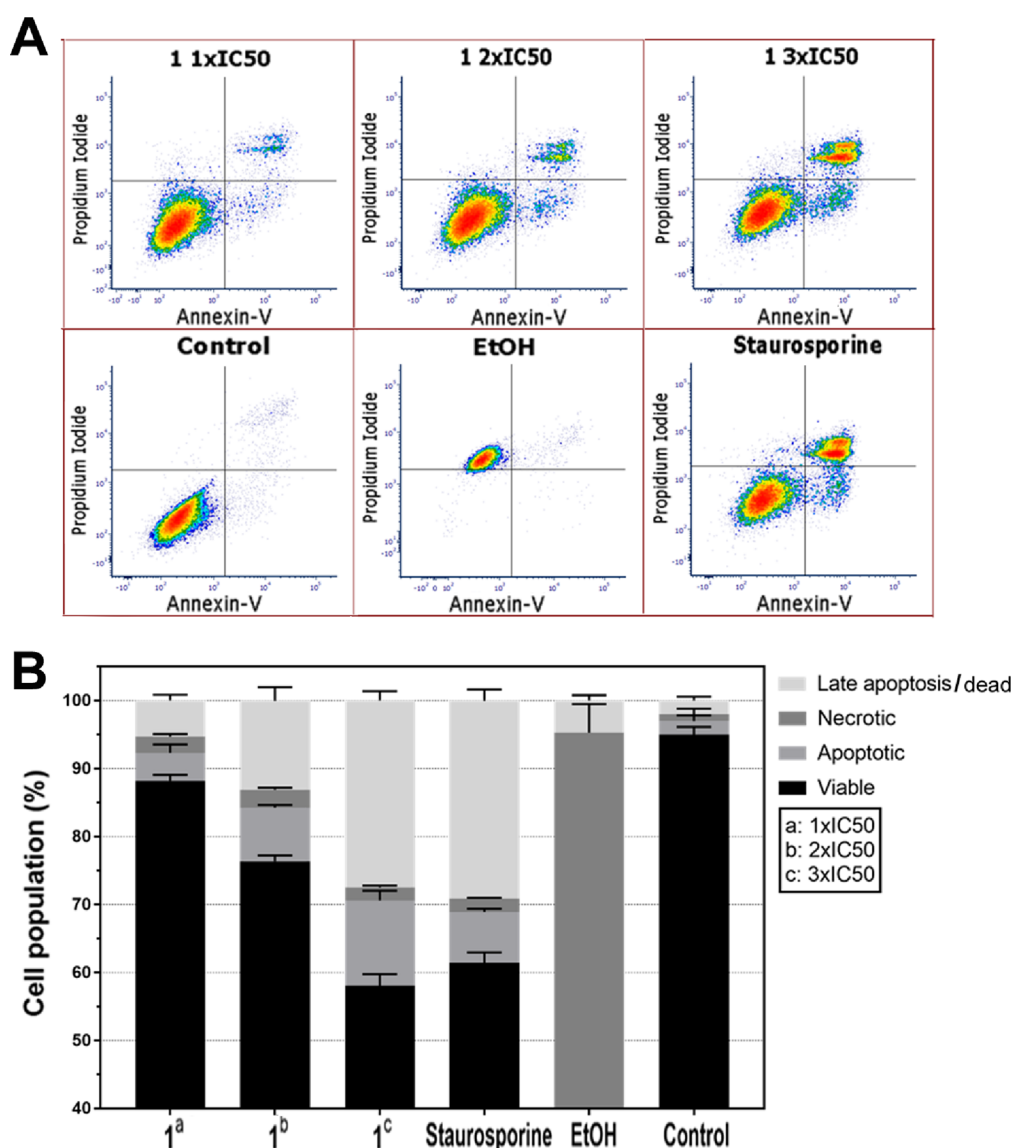 A
1 1xIC50
1 2xIC50
1 3xIC50
Propidium Iodide
Propidium Iodide
Propidium Iodide
Annexin-V
Annexin-V
Annexin-V
Control
EtOH
Staurosporine
Propidium Iodide
Propidium Iodide
Propidium Iodide
Annexin-V
Annexin-V
Annexin-V
B
Cell population (%)
100
90
80
70
60
50
40
1a
1b
1c
Staurosporine
EtOH
Control
Late apoptosis/dead
Necrotic
Apoptotic
Viable
a: 1xIC50
b: 2xIC50
c: 3xIC50